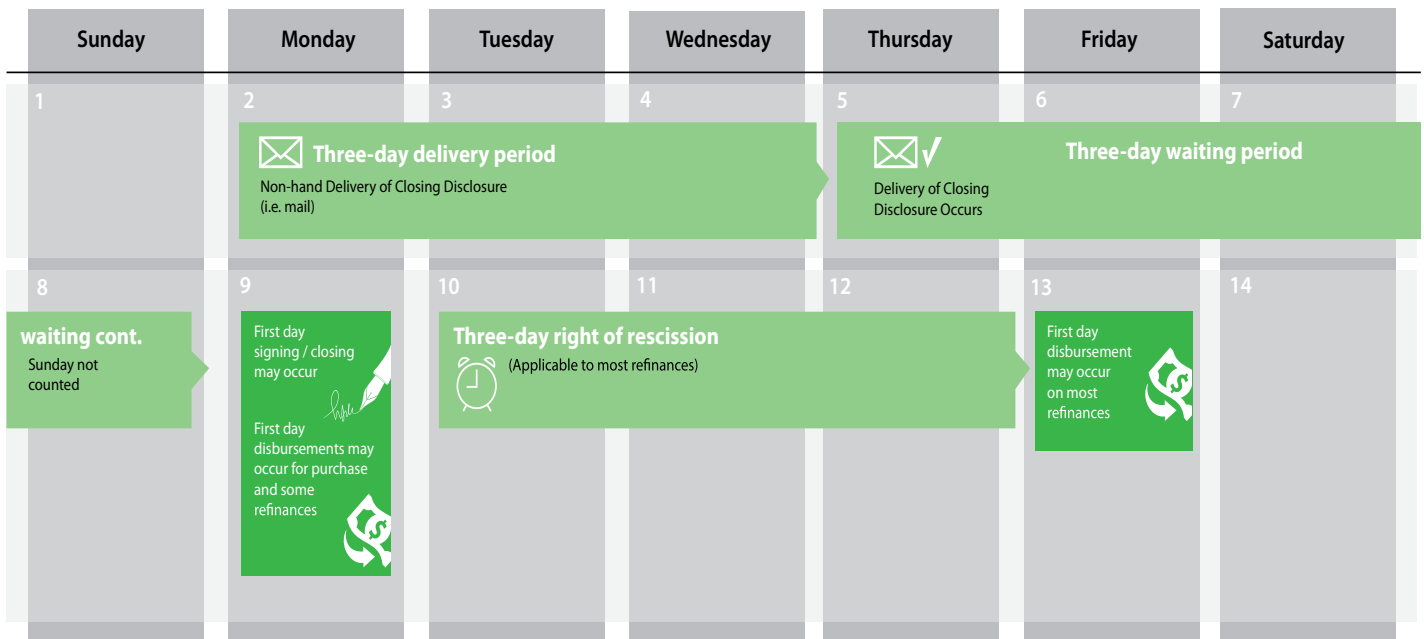 Sunday Monday Tuesday Wednesday Thursday Friday Saturday
1 2 3 4 5 6 7
Three-day delivery period
Non-hand Delivery of Closing Disclosure
(i.e. mail)
Three-day waiting period
Delivery of Closing
Disclosure Occurs
8 9 10 11 12 13 14
waiting cont.
Sunday not
counted
First day
signing / closing
may occur
First day
disbursements may
occur for purchase
and some
refinances
Three-day right of rescission
(Applicable to most refinances)
First day
disbursement
may occur
on most
refinances